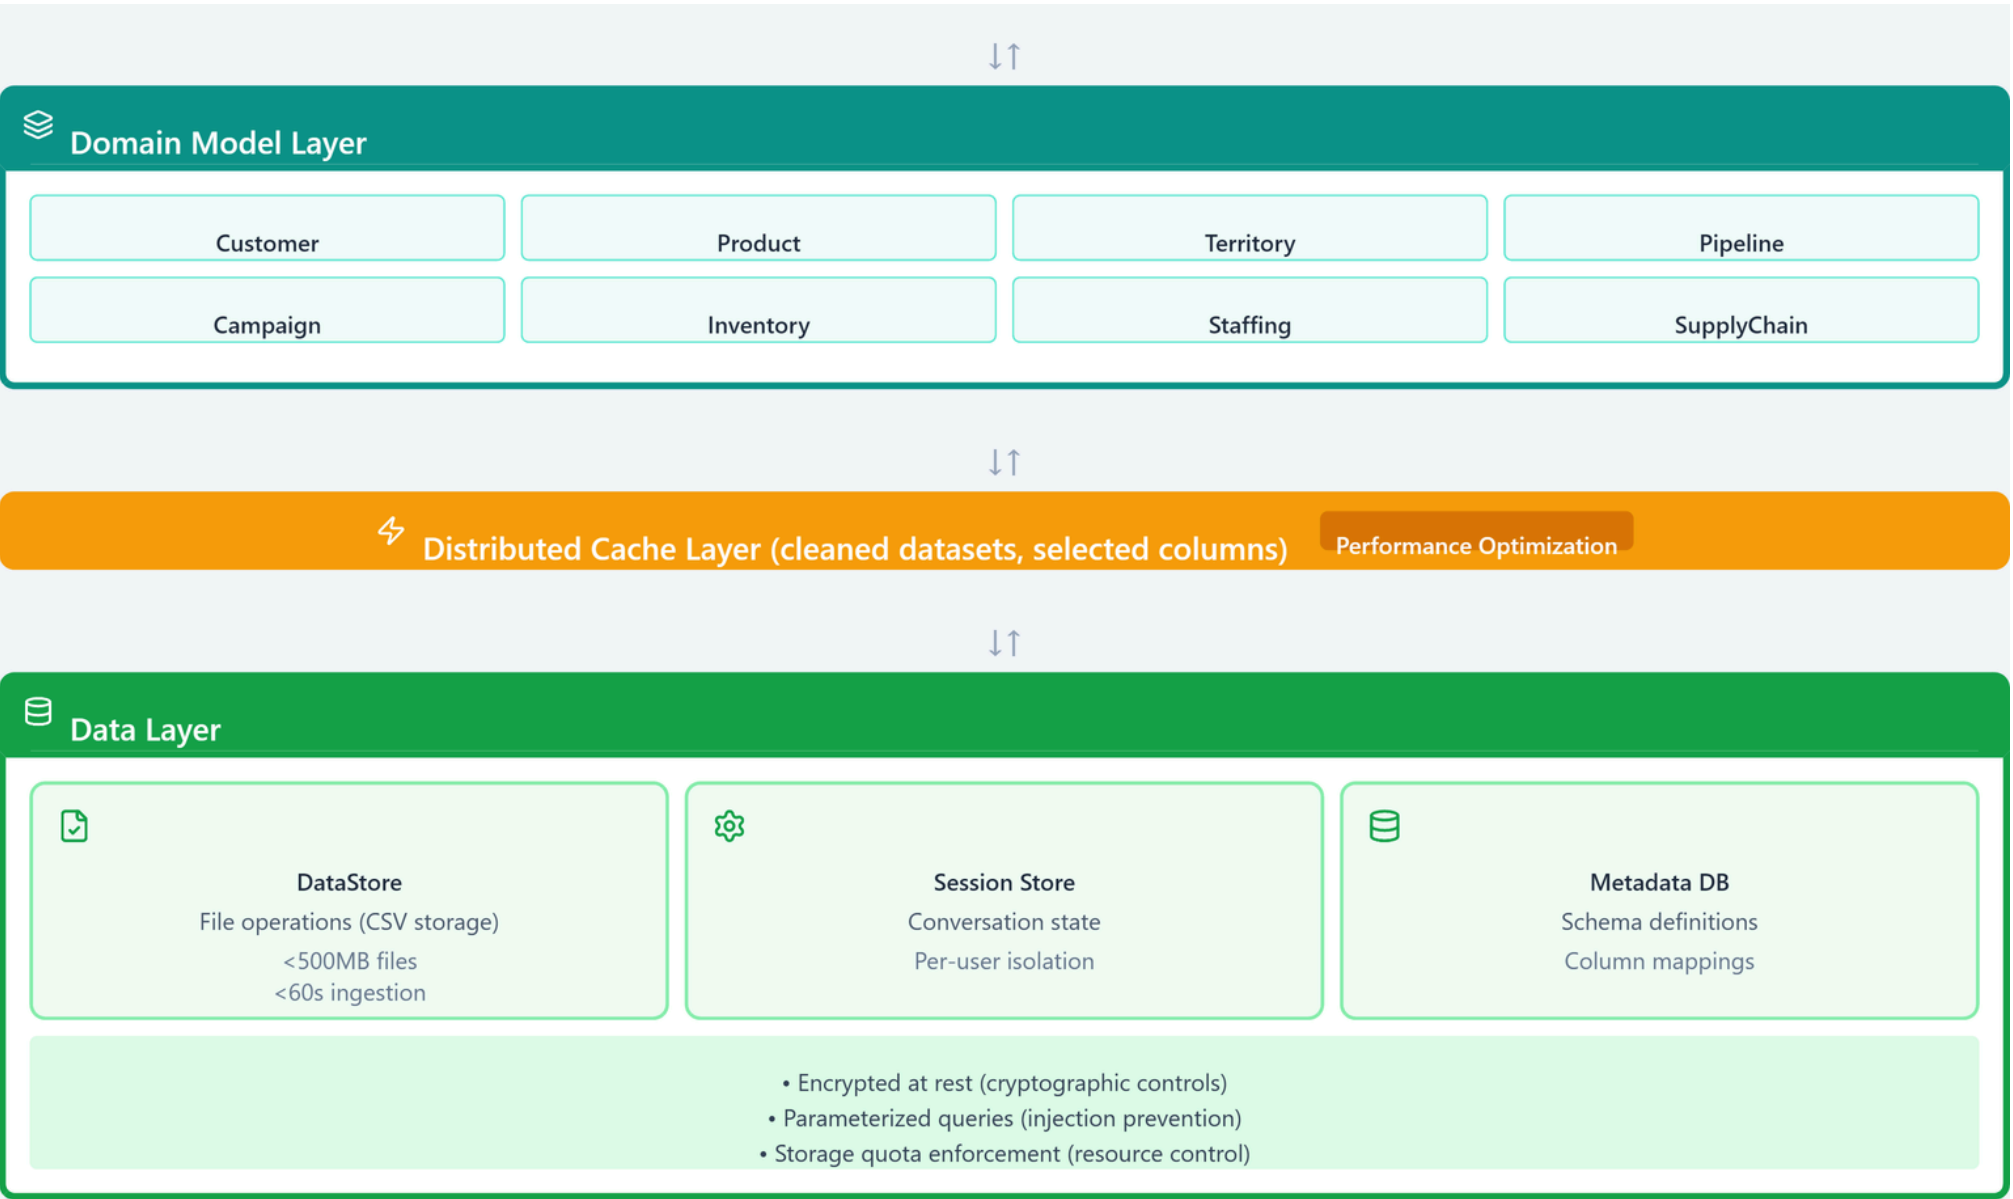 ↓↑
Domain Model Layer
Customer
Product
Territory
Pipeline
Campaign
Inventory
Staffing
SupplyChain
↓↑
Distributed Cache Layer (cleaned datasets, selected columns)
Performance Optimization
↓↑
Data Layer
DataStore
File operations (CSV storage)
<500MB files
<60s ingestion
Session Store
Conversation state
Per-user isolation
Metadata DB
Schema definitions
Column mappings
• Encrypted at rest (cryptographic controls)
• Parameterized queries (injection prevention)
• Storage quota enforcement (resource control)